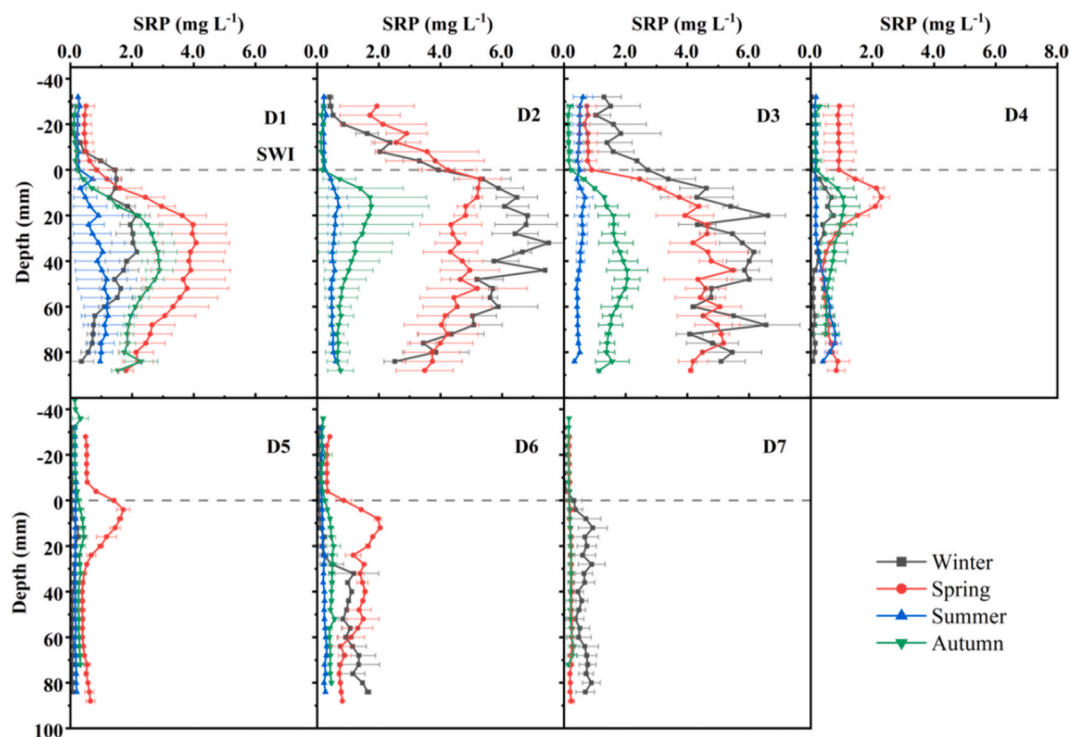 SRP (mg L⁻¹) SRP (mg L⁻¹) SRP (mg L⁻¹) SRP (mg L⁻¹)
0.0 2.0 4.0 6.0 0.0 2.0 4.0 6.0 0.0 2.0 4.0 6.0 0.0 2.0 4.0 6.0 8.0
-40
-20
0
20
40
60
80
Depth (mm)
D1
SWI
D2
D3
D4
-40
-20
0
20
40
60
80
100
Depth (mm)
D5
D6
D7
Winter
Spring
Summer
Autumn